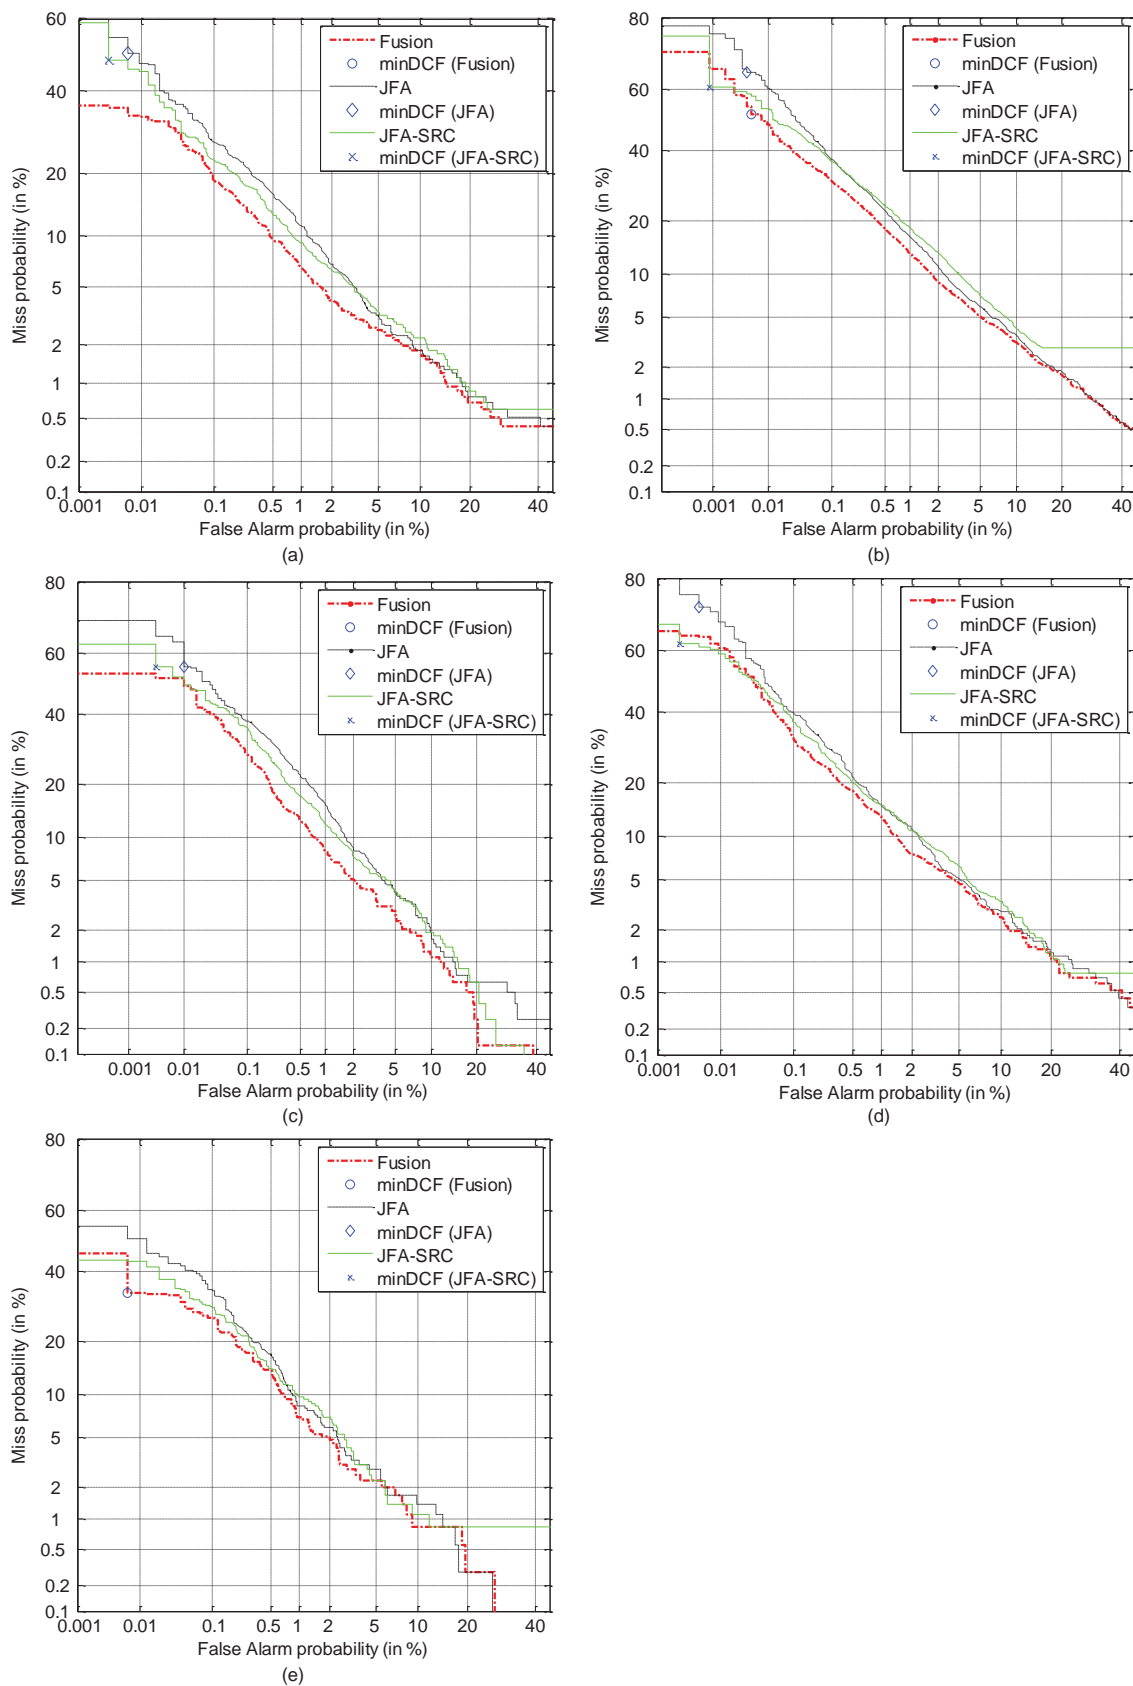 60
40
20
10
5
2
1
0.5
0.2
0.1
Miss probability (in %)
Fusion
minDCF (Fusion)
JFA
minDCF (JFA)
JFA-SRC
minDCF (JFA-SRC)
0.001 0.01 0.1 0.5 1 2 5 10 20 40
False Alarm probability (in %)
(a)
80
60
40
20
10
5
2
1
0.5
0.2
0.1
Miss probability (in %)
Fusion
minDCF (Fusion)
JFA
minDCF (JFA)
JFA-SRC
minDCF (JFA-SRC)
0.001 0.01 0.1 0.5 1 2 5 10 20 40
False Alarm probability (in %)
(b)
80
60
40
20
10
5
2
1
0.5
0.2
0.1
Miss probability (in %)
Fusion
minDCF (Fusion)
JFA
minDCF (JFA)
JFA-SRC
minDCF (JFA-SRC)
0.001 0.01 0.1 0.5 1 2 5 10 20 40
False Alarm probability (in %)
(c)
80
60
40
20
10
5
2
1
0.5
0.2
0.1
Miss probability (in %)
Fusion
minDCF (Fusion)
JFA
minDCF (JFA)
JFA-SRC
minDCF (JFA-SRC)
0.001 0.01 0.1 0.5 1 2 5 10 20 40
False Alarm probability (in %)
(d)
80
60
40
20
10
5
2
1
0.5
0.2
0.1
Miss probability (in %)
Fusion
minDCF (Fusion)
JFA
minDCF (JFA)
JFA-SRC
minDCF (JFA-SRC)
0.001 0.01 0.1 0.5 1 2 5 10 20 40
False Alarm probability (in %)
(e)